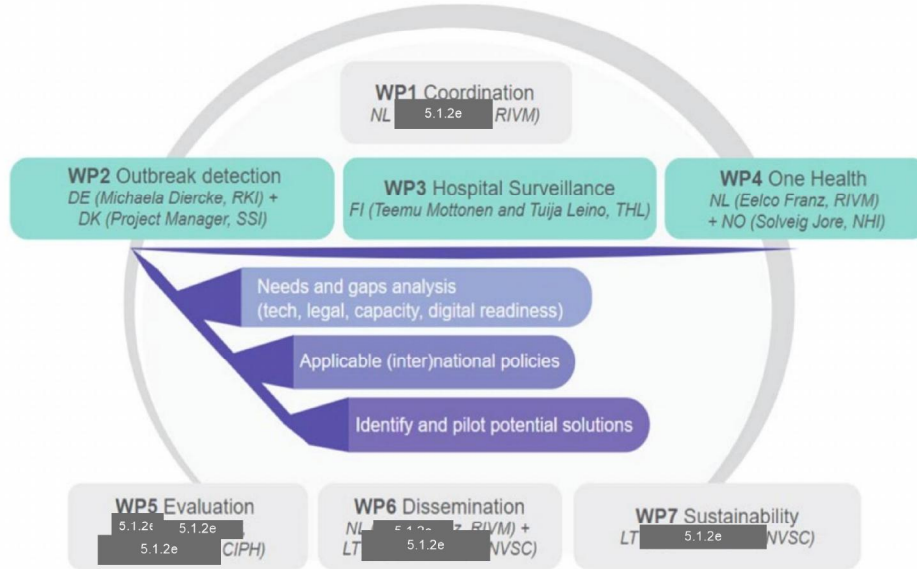 WP1 Coordination
NL 5.1.2e RIVM)
WP2 Outbreak detection
DE (Michaela Diercke, RKI) +
DK (Project Manager, SSI)
WP3 Hospital Surveillance
FI (Teemu Mottonen and Tuija Leino, THL)
WP4 One Health
NL (Eelco Franz, RIVM)
+ NO (Solveig Jore, NHI)
Needs and gaps analysis
(tech, legal, capacity, digital readiness)
Applicable (inter)national policies
Identify and pilot potential solutions
WP5 Evaluation
5.1.2e 5.1.2e
5.1.2e CIPH)
WP6 Dissemination
NL 5.1.2e z, RIVM) +
LT 5.1.2e NVSC)
WP7 Sustainability
LT 5.1.2e NVSC)